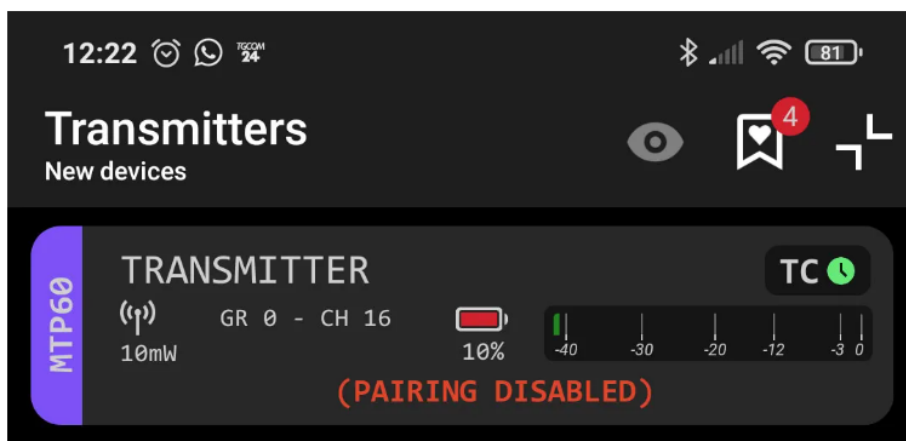 12:22 TGCOM 24 81
Transmitters
4
New devices
MTP60
TRANSMITTER
TC
GR 0 - CH 16
10mW
10%
-40 -30 -20 -12 -3 0
(PAIRING DISABLED)